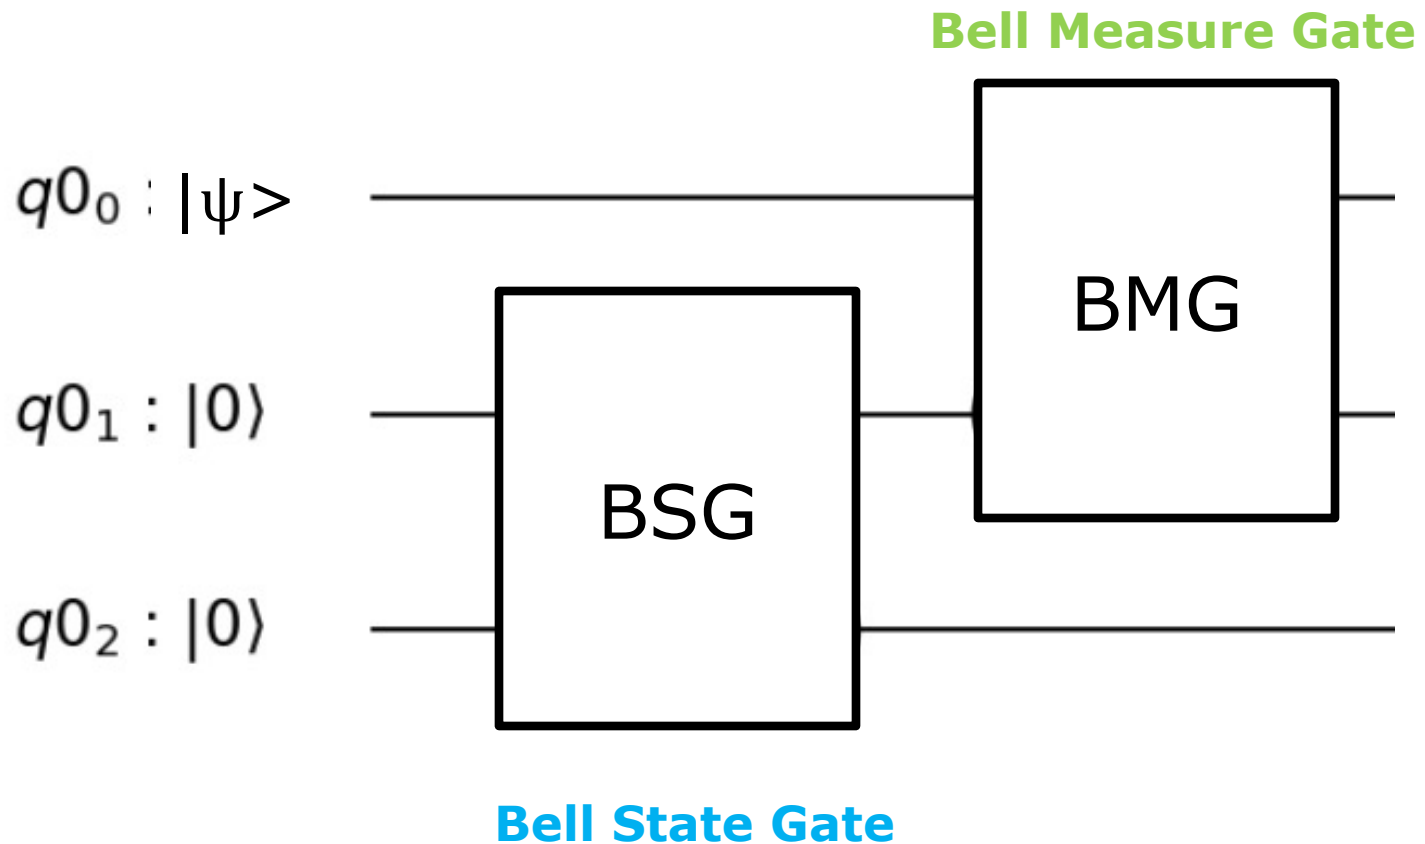 Bell Measure Gate
q0₀ : |ψ>
BMG
q0₁ : |0⟩
BSG
q0₂ : |0⟩
Bell State Gate